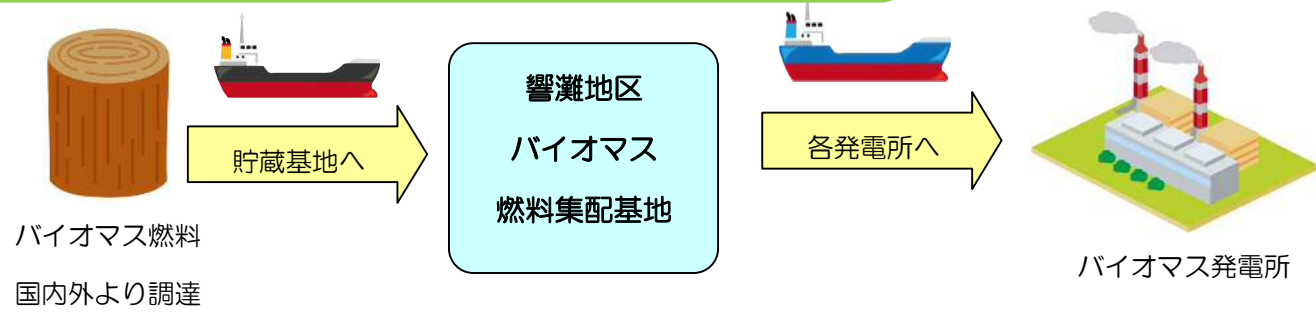 バイオマス燃料
国内外より調達
貯蔵基地へ
響灘地区
バイオマス
燃料集配基地
各発電所へ
バイオマス発電所